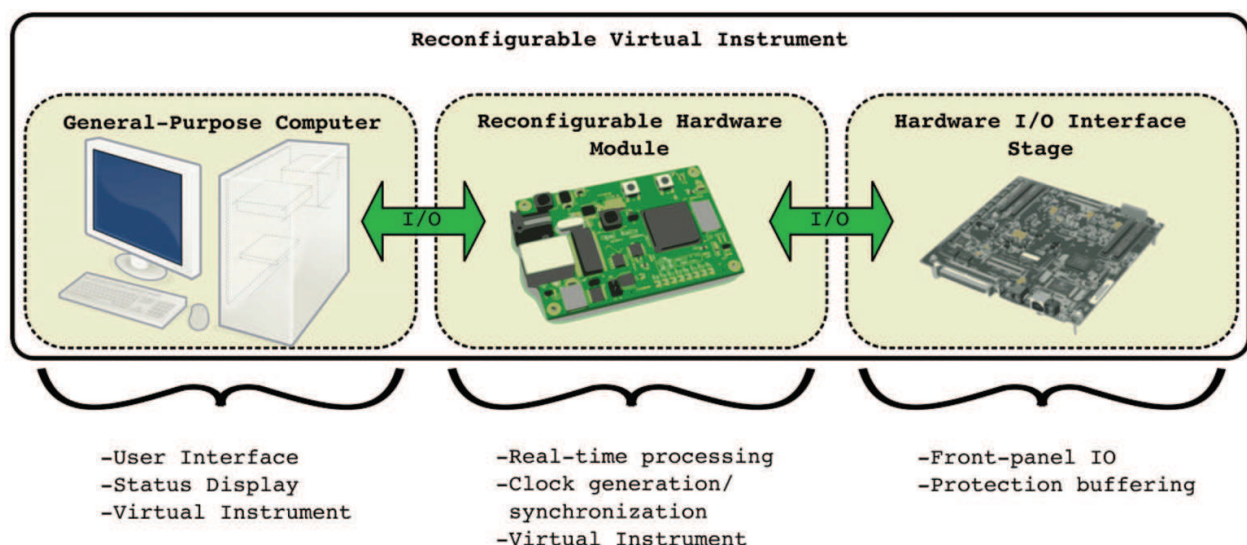 Reconfigurable Virtual Instrument
General-Purpose Computer
Reconfigurable Hardware
Module
Hardware I/O Interface
Stage
I/O
I/O
-User Interface
-Status Display
-Virtual Instrument
-Real-time processing
-Clock generation/
synchronization
-Virtual Instrument
-Front-panel IO
-Protection buffering